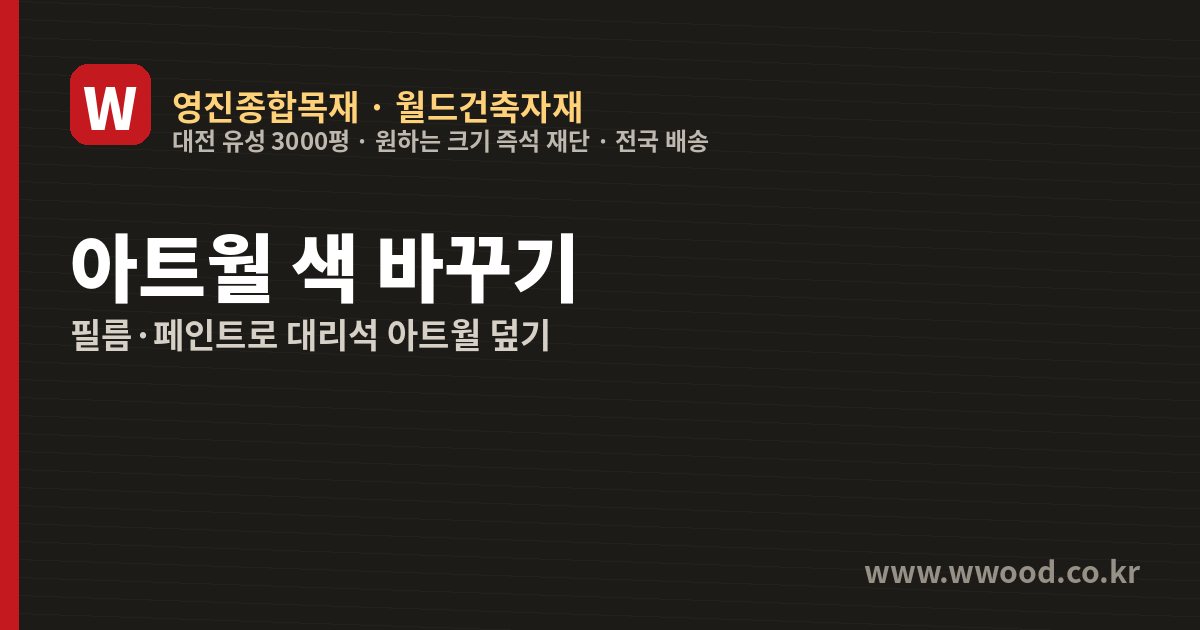 W
영진종합목재 · 월드건축자재
대전 유성 3000평 · 원하는 크기 즉석 재단 · 전국 배송
아트월 색 바꾸기
필름·페인트로 대리석 아트월 덮기
www.wwood.co.kr